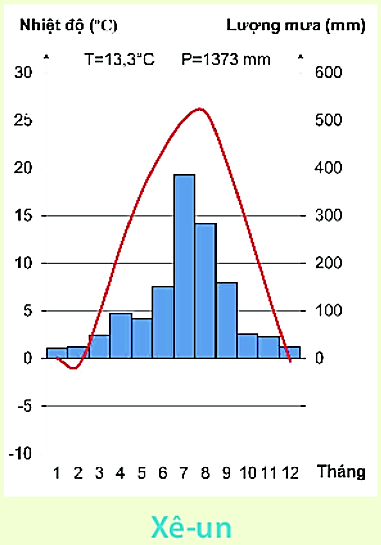 Nhiệt độ (°C) Lượng mưa (mm)
T=13,3°C P=1373 mm
30 600
25 500
20 400
15 300
10 200
5 100
0 0
-5
-10
1 2 3 4 5 6 7 8 9 10 11 12 Tháng
Xê-un